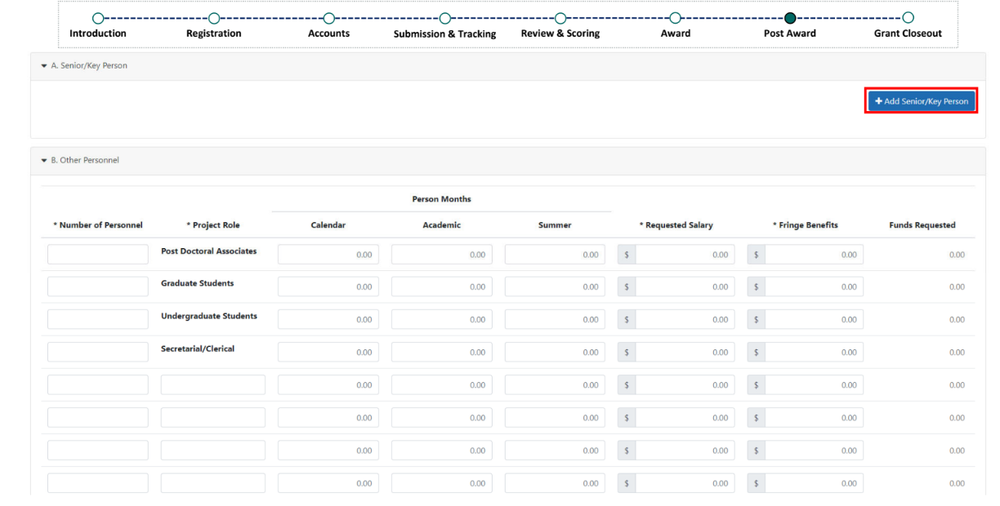 Introduction Registration Accounts Submission & Tracking Review & Scoring Award Post Award Grant Closeout
A. Senior/Key Person
+ Add Senior/Key Person
B. Other Personnel
Person Months
* Number of Personnel * Project Role Calendar Academic Summer * Requested Salary * Fringe Benefits Funds Requested
Post Doctoral Associates 0.00 0.00 0.00 $ 0.00 $ 0.00 0.00
Graduate Students 0.00 0.00 0.00 $ 0.00 $ 0.00 0.00
Undergraduate Students 0.00 0.00 0.00 $ 0.00 $ 0.00 0.00
Secretarial/Clerical 0.00 0.00 0.00 $ 0.00 $ 0.00 0.00
0.00 0.00 0.00 $ 0.00 $ 0.00 0.00
0.00 0.00 0.00 $ 0.00 $ 0.00 0.00
0.00 0.00 0.00 $ 0.00 $ 0.00 0.00
0.00 0.00 0.00 $ 0.00 $ 0.00 0.00